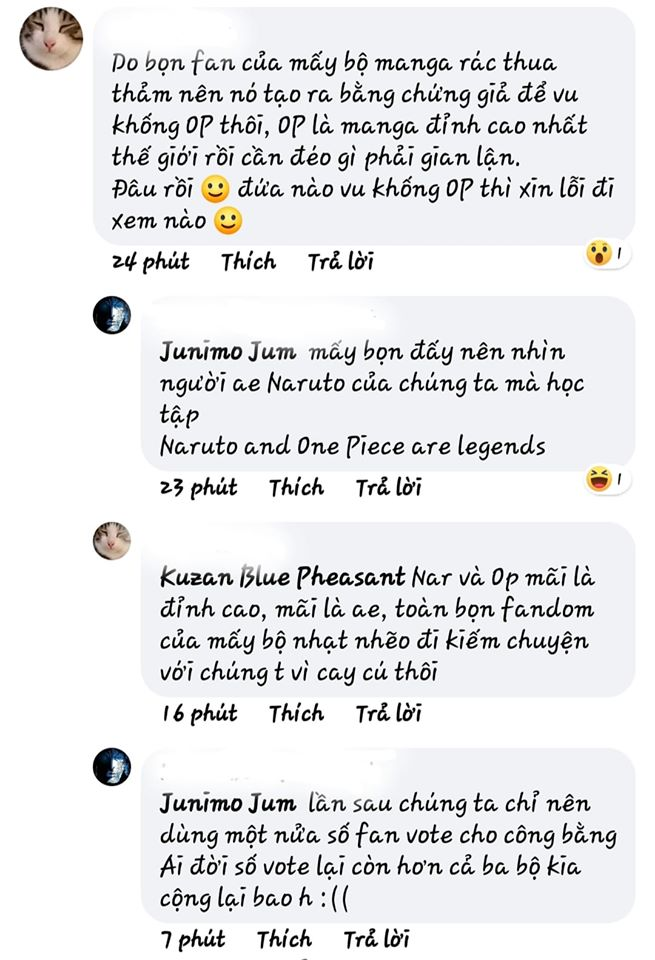 Do bọn fan của mấy bộ manga rác thua
thảm nên nó tạo ra bằng chứng giả để vu
khống OP thôi, OP là manga đỉnh cao nhất
thế giới rồi cần đéo gì phải gian lận.
Đâu rồi 🙂 đứa nào vu khống OP thì xin lỗi đi
xem nào 🙂
24 phút Thích Trả lời 1
Junimo Jum mấy bọn đấy nên nhìn
người ae Naruto của chúng ta mà học
tập
Naruto and One Piece are legends
23 phút Thích Trả lời 1
Kuzan Blue Pheasant Nar và Op mãi là
đỉnh cao, mãi là ae, toàn bọn fandom
của mấy bộ nhạt nhẽo đi kiếm chuyện
với chúng t vì cay cú thôi
16 phút Thích Trả lời
Junimo Jum lần sau chúng ta chỉ nên
dùng một nửa số fan vote cho công bằng
Ai đời số vote lại còn hơn cả ba bộ kia
cộng lại bao h :((
7 phút Thích Trả lời